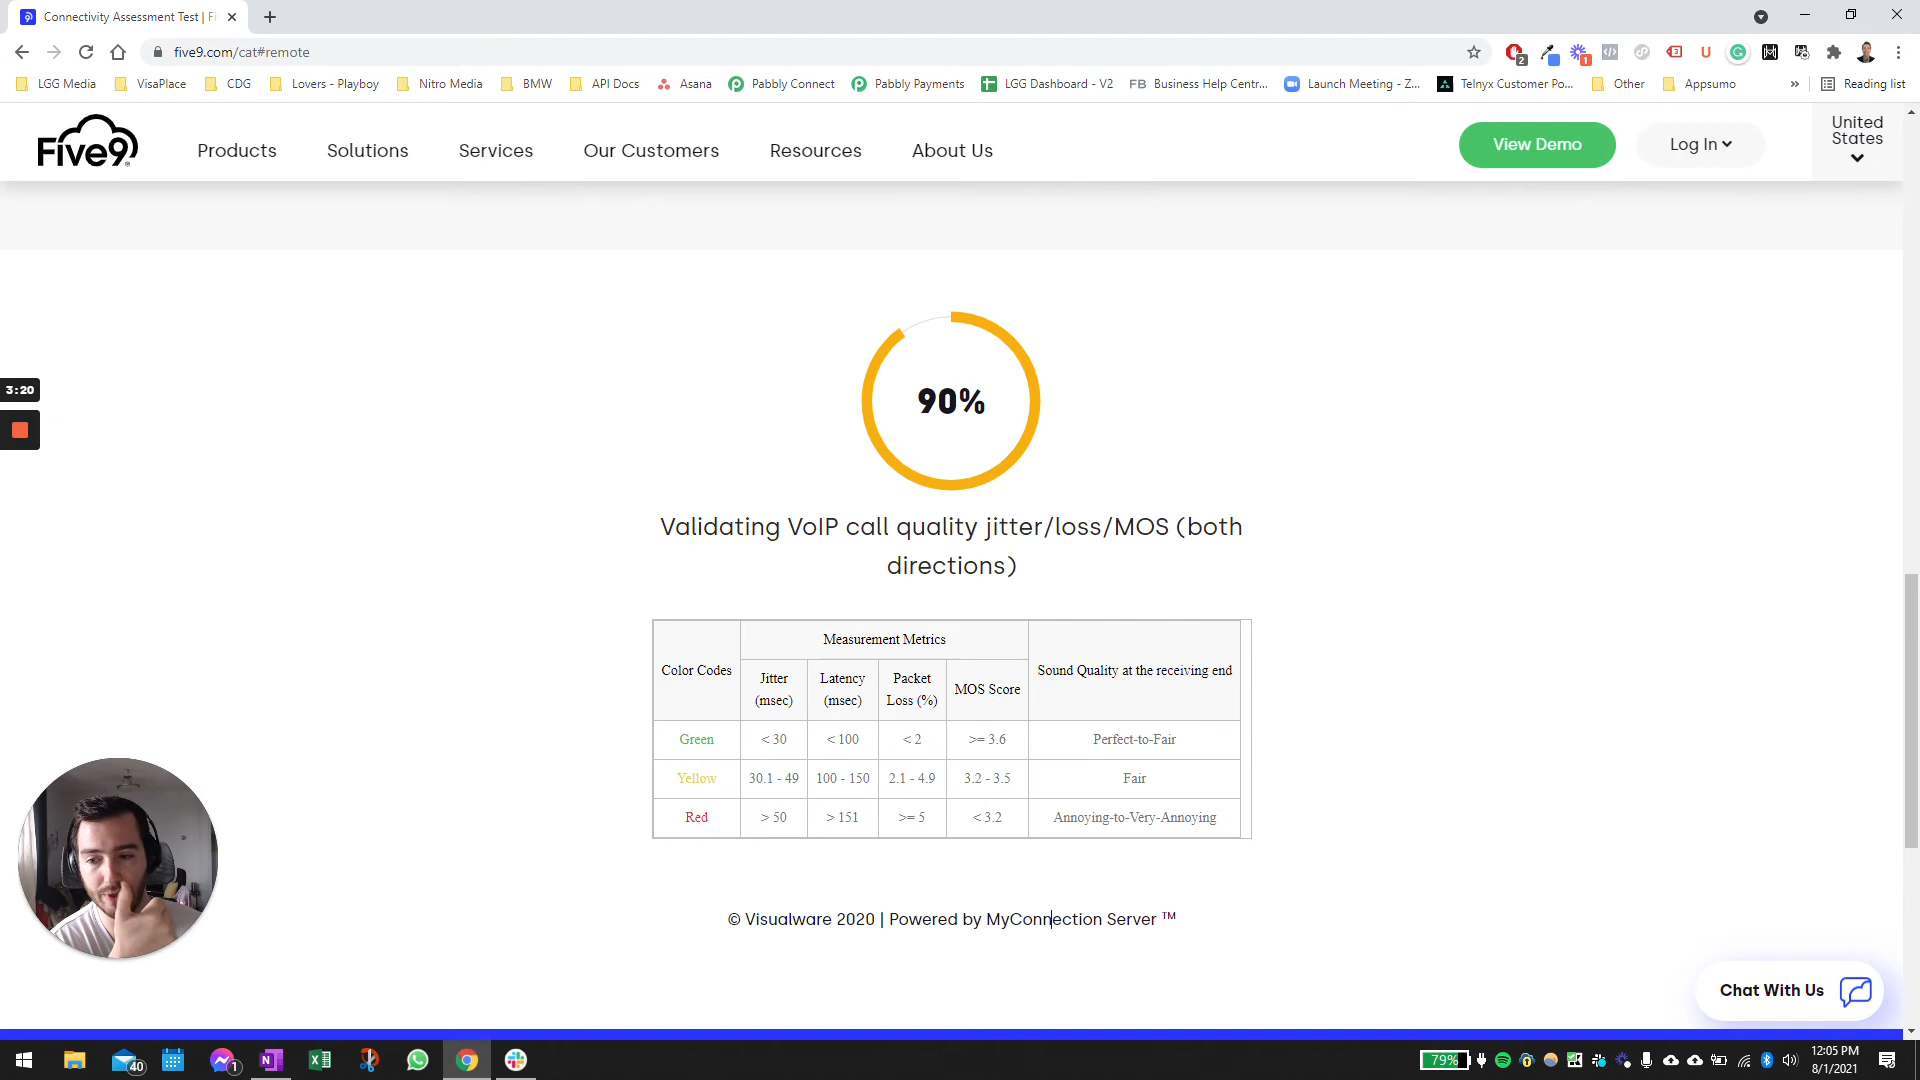 Connectivity Assessment Test | Fi
five9.com/cat#remote
2
1
LGG Media
VisaPlace
CDG
Lovers - Playboy
Nitro Media
BMW
API Docs
Asana
Pabbly Connect
Pabbly Payments
LGG Dashboard - V2
FB Business Help Centr...
Launch Meeting - Z...
Telnyx Customer Po...
Other
Appsumo
»
Reading list
Five9
Products
Solutions
Services
Our Customers
Resources
About Us
View Demo
Log In
United
States
90%
3:20
Validating VoIP call quality jitter/loss/MOS (both
directions)
Color Codes
Measurement Metrics
Sound Quality at the receiving end
Jitter
(msec)
Latency
(msec)
Packet
Loss (%)
MOS Score
Green < 30 < 100 < 2 >= 3.6 Perfect-to-Fair
Yellow 30.1 - 49 100 - 150 2.1 - 4.9 3.2 - 3.5 Fair
Red > 50 > 151 >= 5 < 3.2 Annoying-to-Very-Annoying
© Visualware 2020 | Powered by MyConnection Server ™
Chat With Us
40
1
79%
12:05 PM
8/1/2021